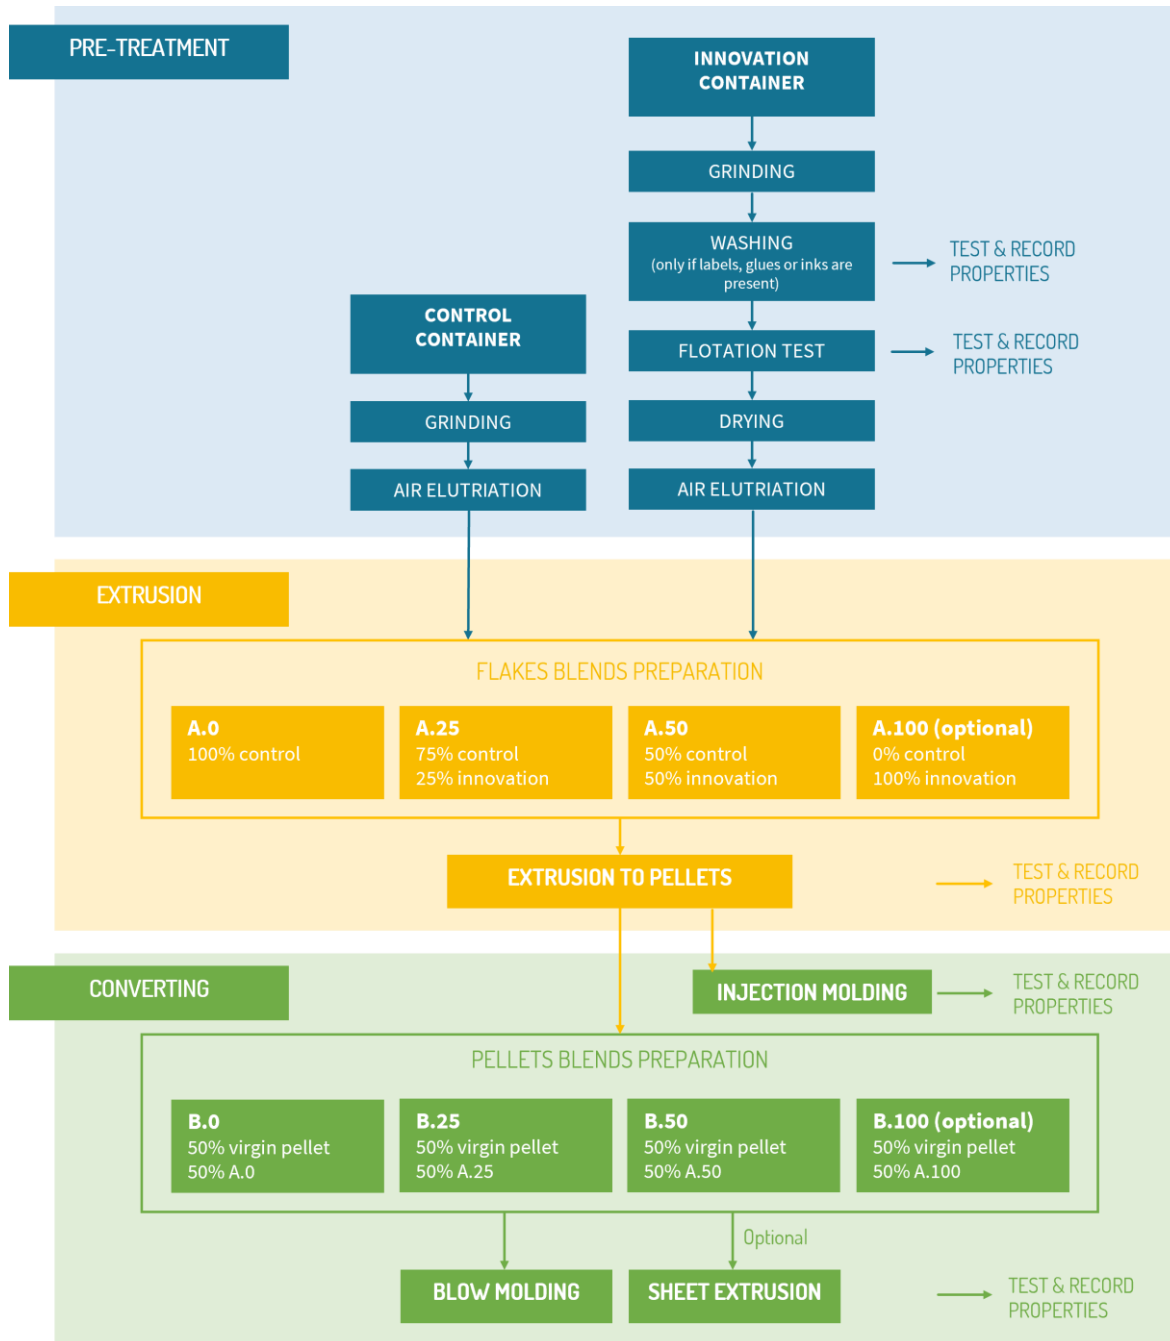 PRE-TREATMENT
INNOVATION
CONTAINER
GRINDING
WASHING
(only if labels, glues or inks are
present)
TEST & RECORD
PROPERTIES
CONTROL
CONTAINER
FLOTATION TEST
TEST & RECORD
PROPERTIES
GRINDING
DRYING
AIR ELUTRIATION
AIR ELUTRIATION
EXTRUSION
FLAKES BLENDS PREPARATION
A.0
100% control
A.25
75% control
25% innovation
A.50
50% control
50% innovation
A.100 (optional)
0% control
100% innovation
EXTRUSION TO PELLETS
TEST & RECORD
PROPERTIES
CONVERTING
INJECTION MOLDING
TEST & RECORD
PROPERTIES
PELLETS BLENDS PREPARATION
B.0
50% virgin pellet
50% A.0
B.25
50% virgin pellet
50% A.25
B.50
50% virgin pellet
50% A.50
B.100 (optional)
50% virgin pellet
50% A.100
Optional
BLOW MOLDING
SHEET EXTRUSION
TEST & RECORD
PROPERTIES